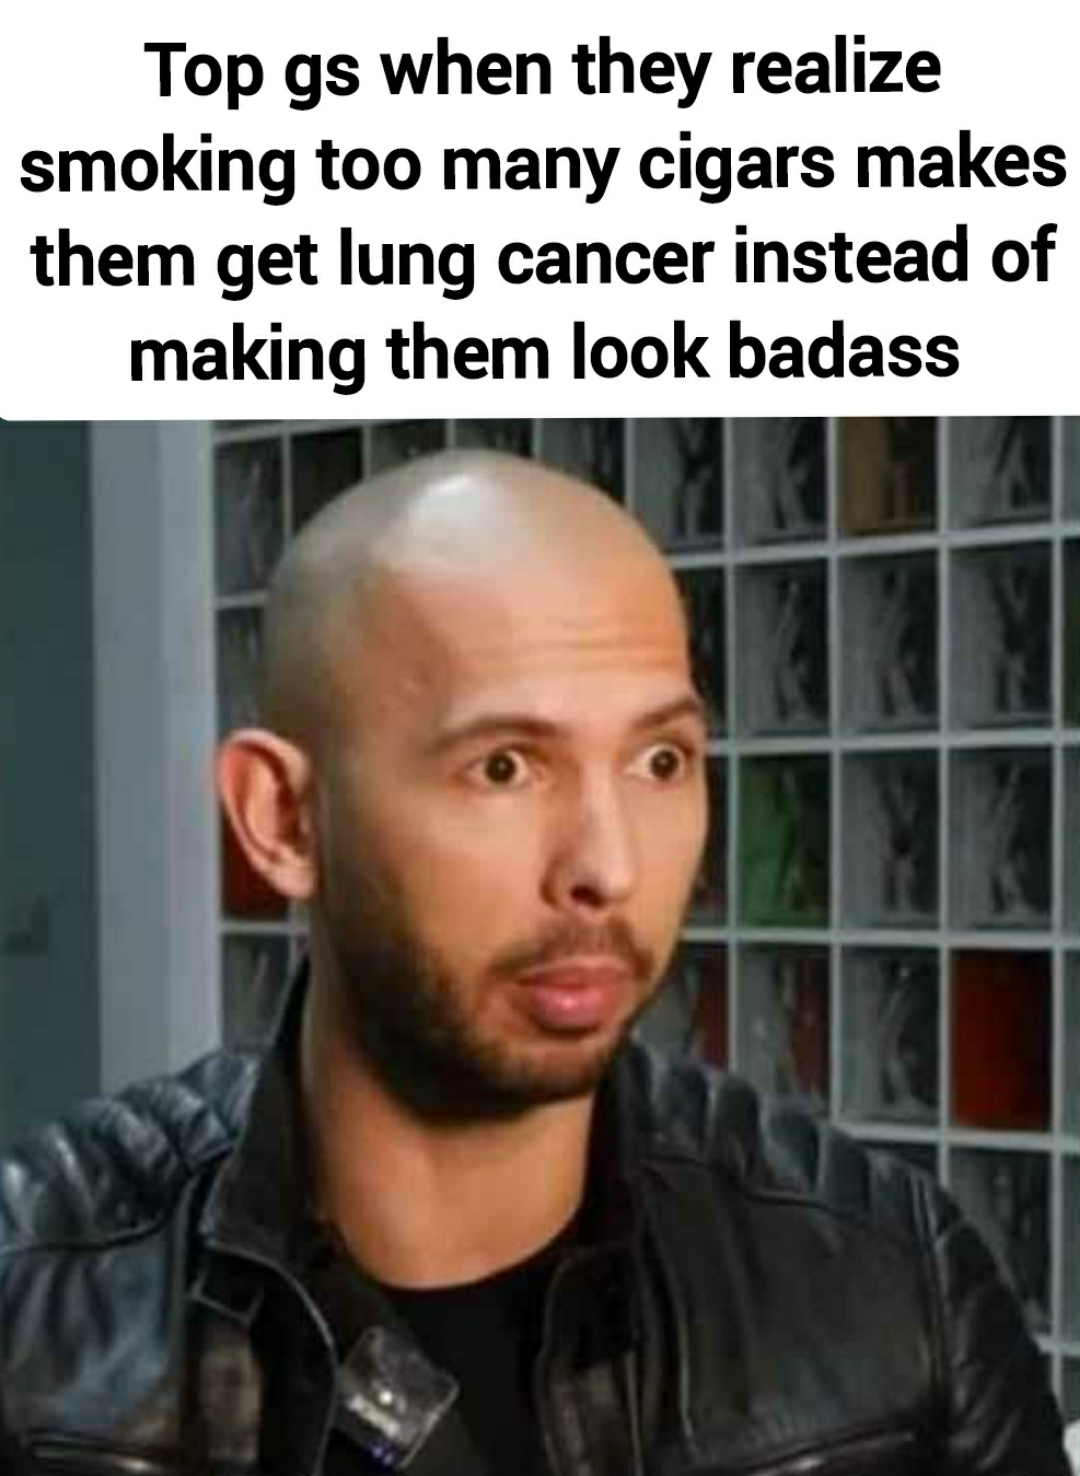 Top gs when they realize
smoking too many cigars makes
them get lung cancer instead of
making them look badass